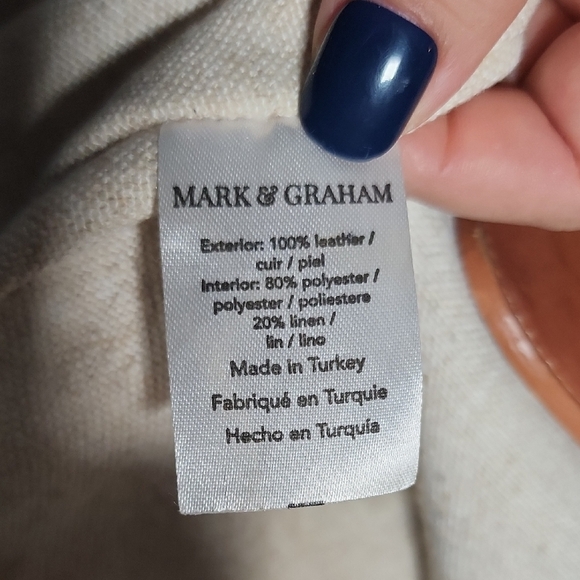 MARK & GRAHAM
Exterior: 100% leather /
cuir / piel
Interior: 80% polyester /
polyester / poliestere
20% linen /
lin / lino
Made in Turkey
Fabriqué en Turquie
Hecho en Turquía